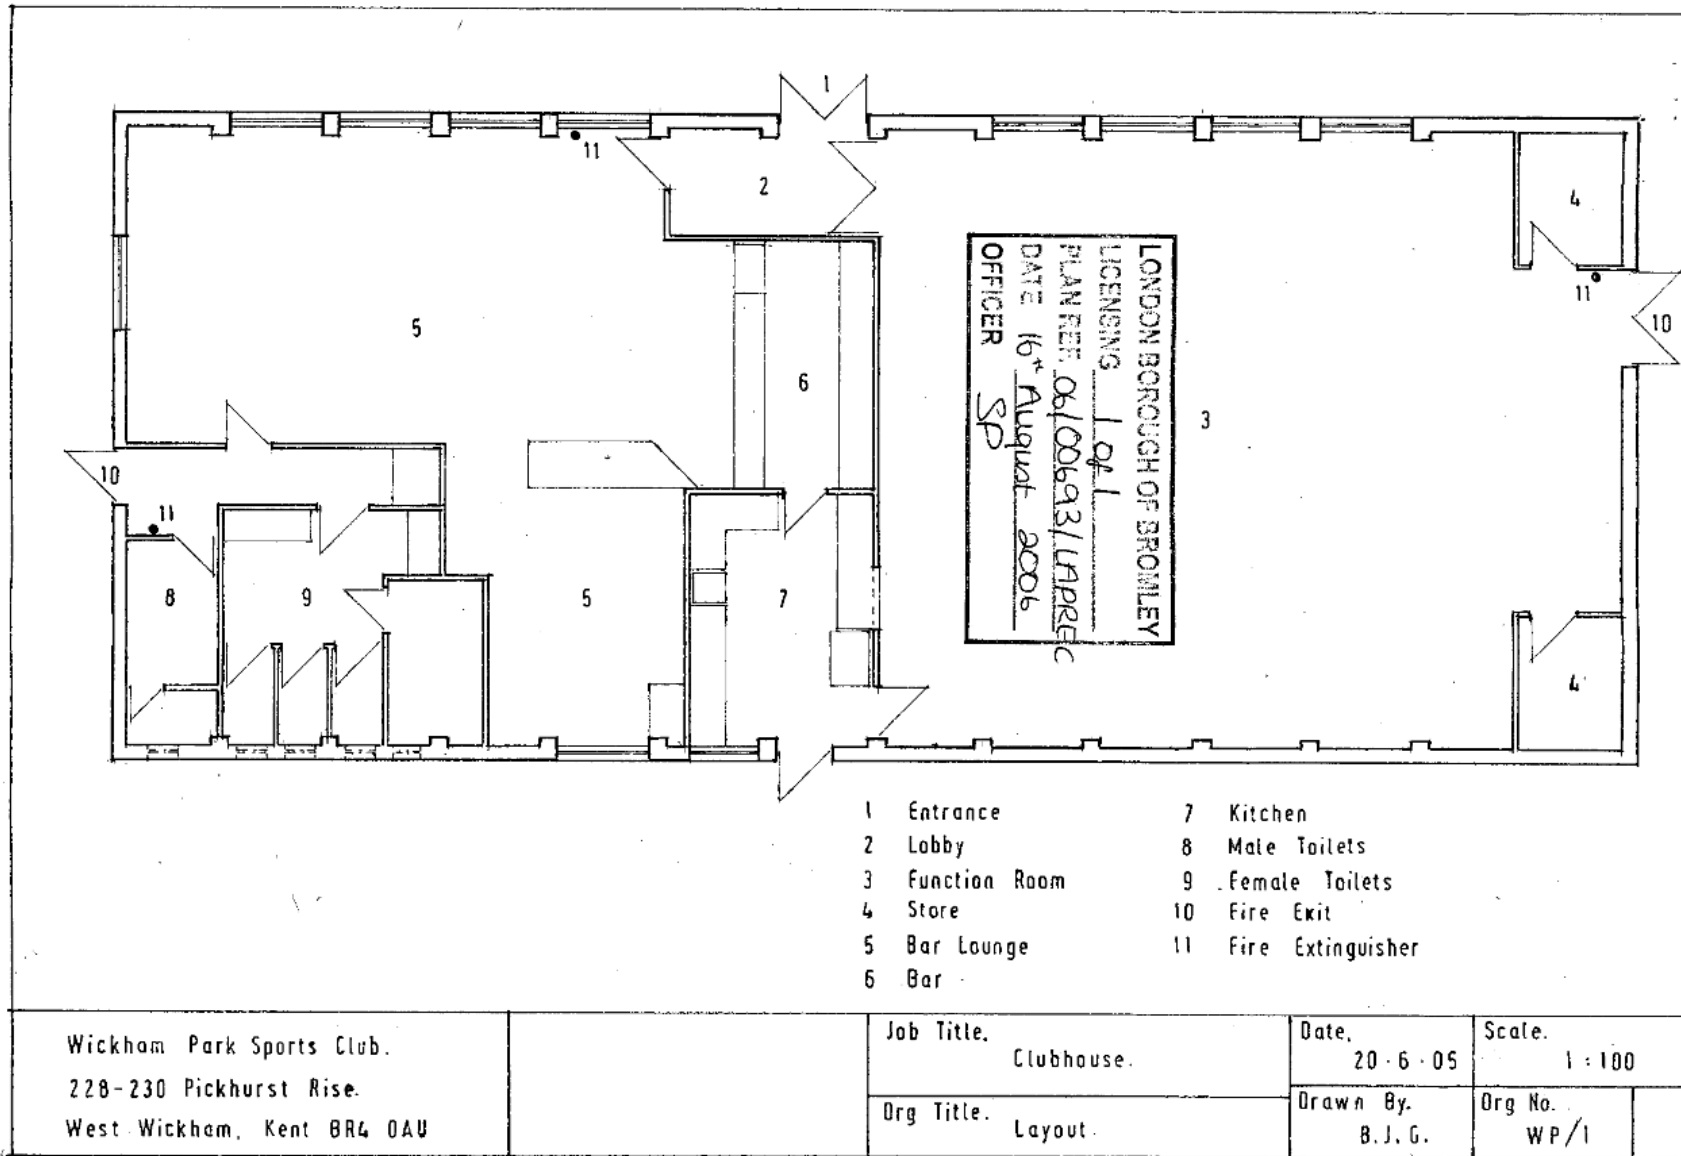 1
11
2
4
11
10
5
6
3
LONDON BOROUGH OF BROMLEY
LICENSING 1 of 1
PLAN REF. 06/00693/LAPREC
DATE 16th August 2006
OFFICER SP
10
11
8
9
5
7
4
1 Entrance
2 Lobby
3 Function Room
4 Store
5 Bar Lounge
6 Bar
7 Kitchen
8 Male Toilets
9 Female Toilets
10 Fire Exit
11 Fire Extinguisher
Wickham Park Sports Club.
228-230 Pickhurst Rise.
West Wickham, Kent BR4 0AU
Job Title.
Clubhouse.
Drg Title.
Layout.
Date.
20·6·05
Scale.
1:100
Drawn By.
B.J.G.
Drg No.
WP/1